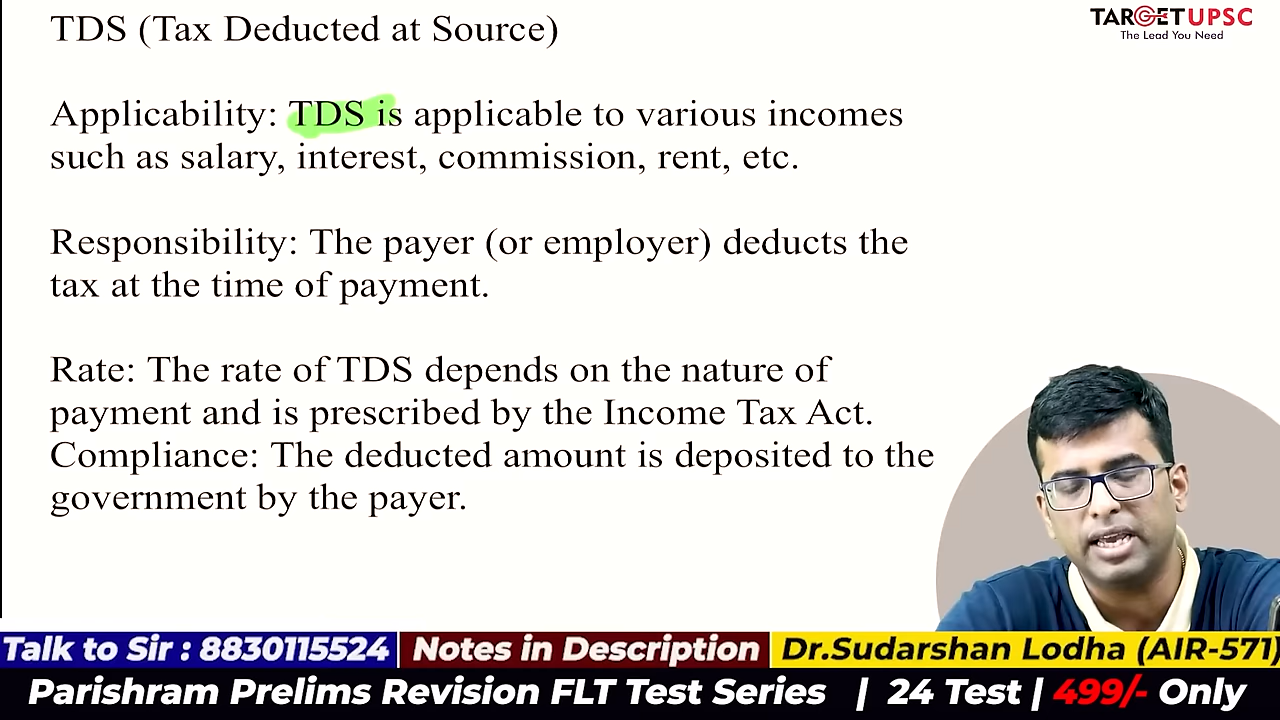 TARGETUPSC
The Lead You Need
TDS (Tax Deducted at Source)
Applicability: TDS is applicable to various incomes
such as salary, interest, commission, rent, etc.
Responsibility: The payer (or employer) deducts the
tax at the time of payment.
Rate: The rate of TDS depends on the nature of
payment and is prescribed by the Income Tax Act.
Compliance: The deducted amount is deposited to the
government by the payer.
Talk to Sir : 8830115524 Notes in Description Dr.Sudarshan Lodha (AIR-571)
Parishram Prelims Revision FLT Test Series | 24 Test | 499/- Only